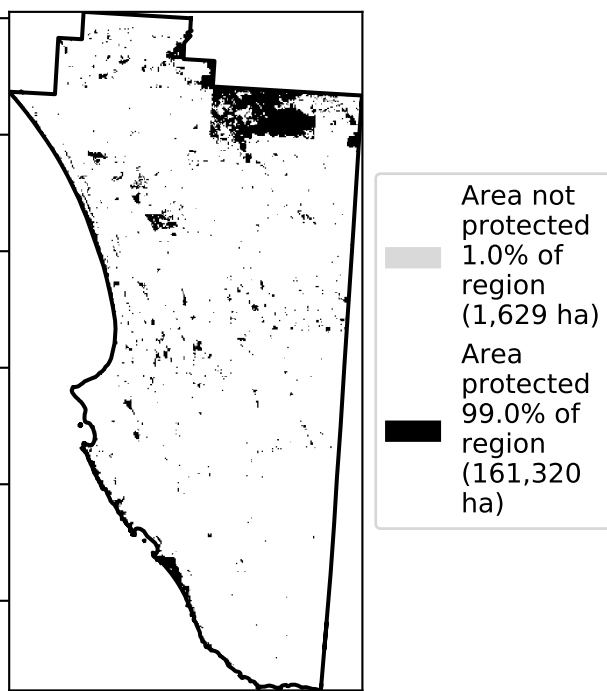 Area not
protected
1.0% of
region
(1,629 ha)
Area
protected
99.0% of
region
(161,320
ha)